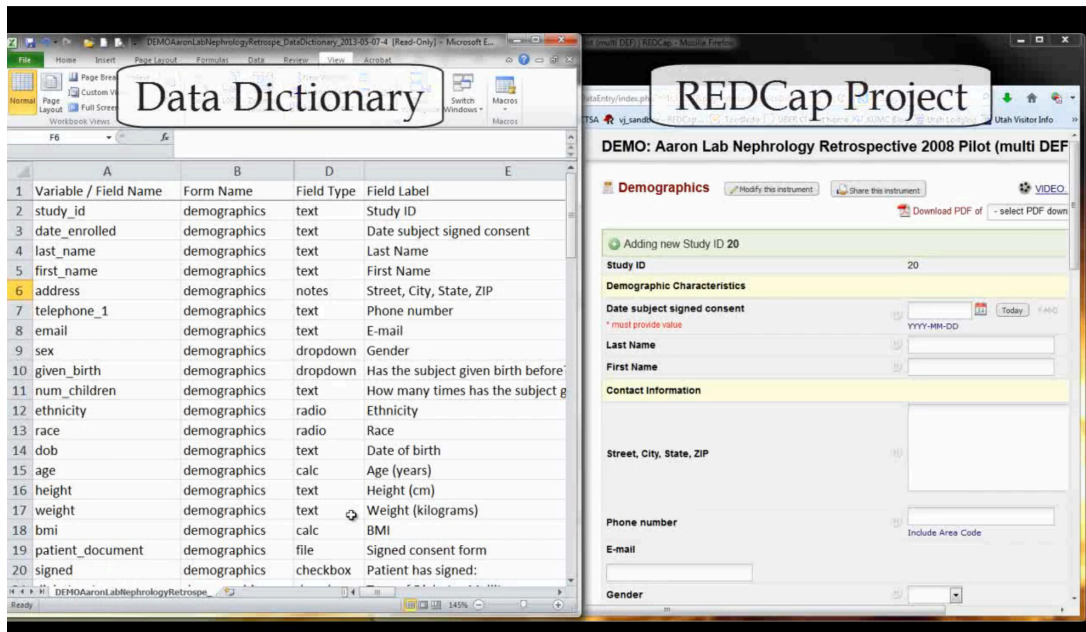 DEMOAaronLabNephrologyRetrospe_DataDictionary_2013-05-07-4 [Read-Only] - Microsoft E...
File Home Insert Page Layout Formulas Data Review View Acrobat
Normal Page Layout
Page Brea
Custom V
Full Screen
Workbook Views
Data Dictionary
Switch Windows
Macros
Macros
F6 fx
A B D E
1 Variable / Field Name Form Name Field Type Field Label
2 study_id demographics text Study ID
3 date_enrolled demographics text Date subject signed consent
4 last_name demographics text Last Name
5 first_name demographics text First Name
6 address demographics notes Street, City, State, ZIP
7 telephone_1 demographics text Phone number
8 email demographics text E-mail
9 sex demographics dropdown Gender
10 given_birth demographics dropdown Has the subject given birth before?
11 num_children demographics text How many times has the subject g
12 ethnicity demographics radio Ethnicity
13 race demographics radio Race
14 dob demographics text Date of birth
15 age demographics calc Age (years)
16 height demographics text Height (cm)
17 weight demographics text Weight (kilograms)
18 bmi demographics calc BMI
19 patient_document demographics file Signed consent form
20 signed demographics checkbox Patient has signed:
DEMOAaronLabNephrologyRetrospe_
Ready 145%
(multi DEF) | REDCap - Mozilla Firefox
REDCap Project
DataEntry/index.ph
vj_sandb
Utah Visitor Info
DEMO: Aaron Lab Nephrology Retrospective 2008 Pilot (multi DEF
Demographics Modify this instrument Share this instrument VIDEO
Download PDF of - select PDF down
Adding new Study ID 20
Study ID 20
Demographic Characteristics
Date subject signed consent Today
* must provide value YYYY-MM-DD
Last Name
First Name
Contact Information
Street, City, State, ZIP
Phone number
Include Area Code
E-mail
Gender